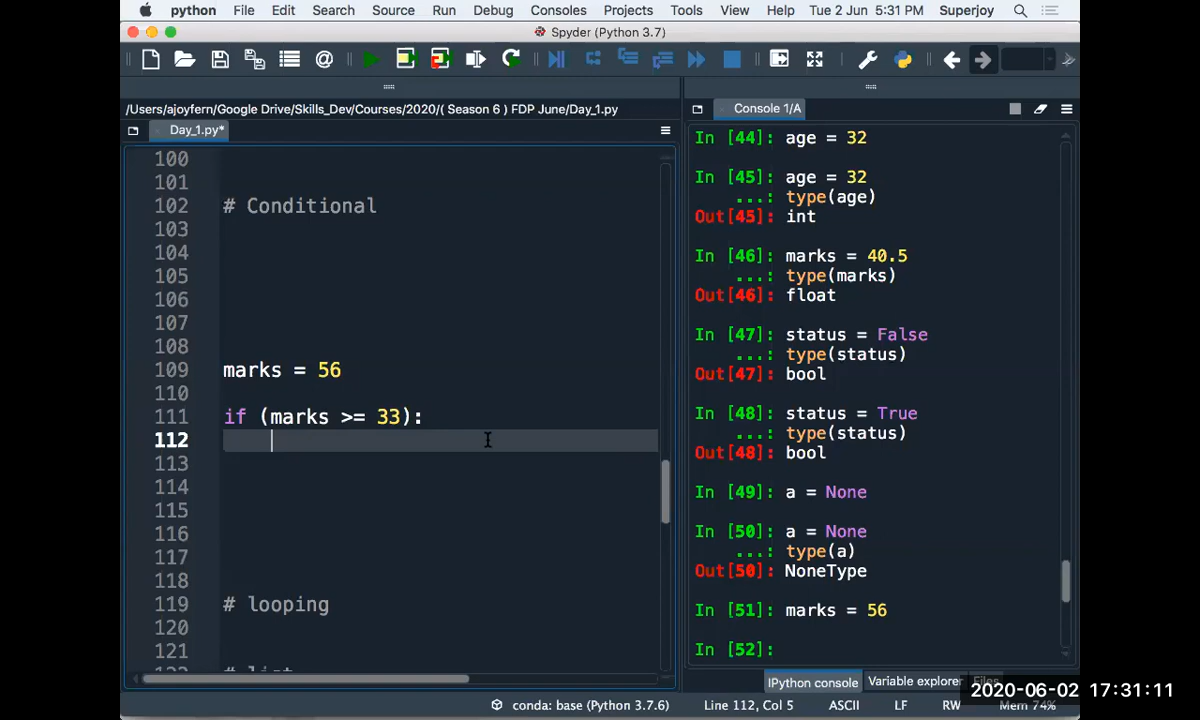 python File Edit Search Source Run Debug Consoles Projects Tools View Help Tue 2 Jun 5:31 PM Superjoy
Spyder (Python 3.7)
/Users/ajoyfern/Google Drive/Skills_Dev/Courses/2020/( Season 6 ) FDP June/Day_1.py
Day_1.py*
100
101
102 # Conditional
103
104
105
106
107
108
109 marks = 56
110
111 if (marks >= 33):
112
113
114
115
116
117
118
119 # looping
120
121
Console 1/A
In [44]: age = 32
In [45]: age = 32
...: type(age)
Out[45]: int
In [46]: marks = 40.5
...: type(marks)
Out[46]: float
In [47]: status = False
...: type(status)
Out[47]: bool
In [48]: status = True
...: type(status)
Out[48]: bool
In [49]: a = None
In [50]: a = None
...: type(a)
Out[50]: NoneType
In [51]: marks = 56
In [52]:
IPython console Variable explorer Files
conda: base (Python 3.7.6) Line 112, Col 5 ASCII LF RW Mem 74%
2020-06-02 17:31:11